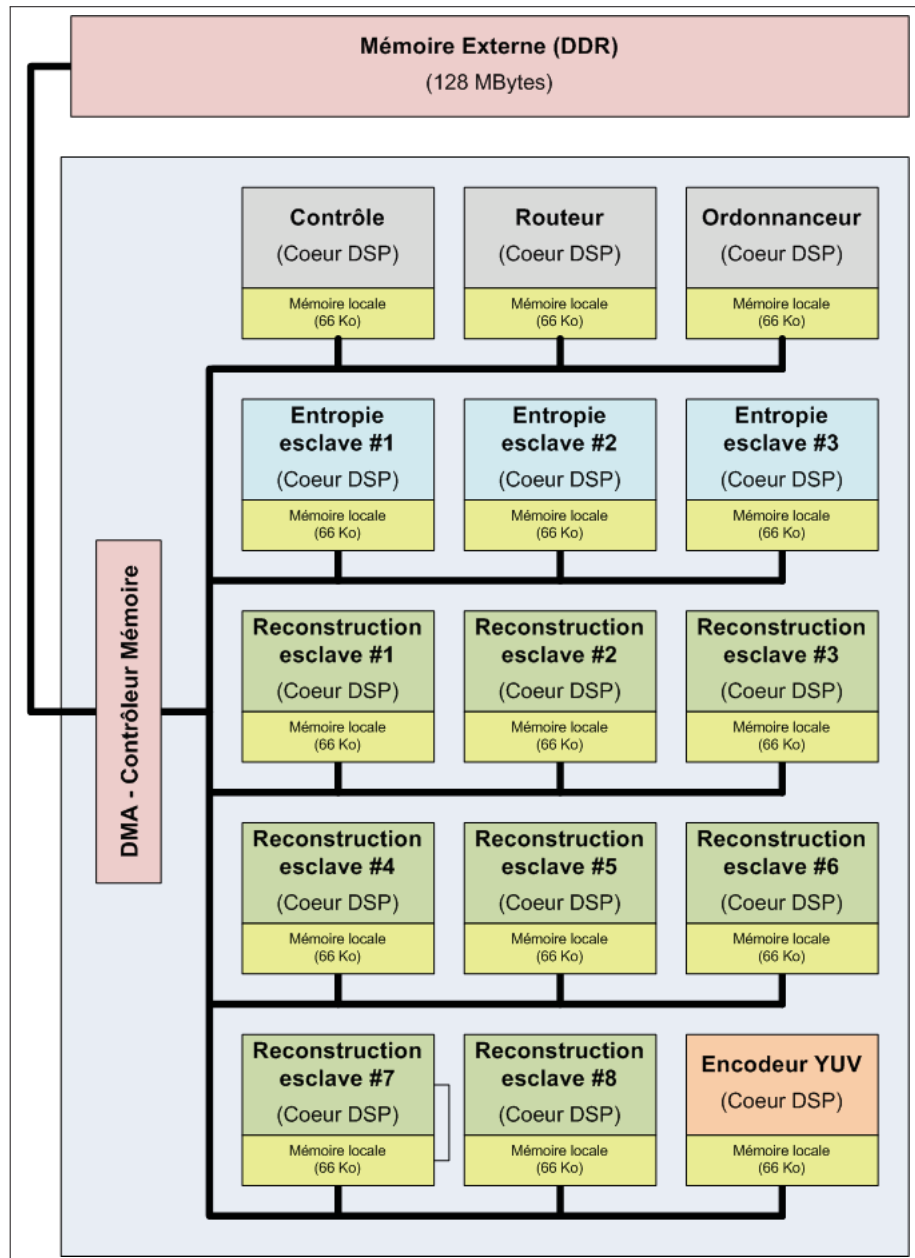 Mémoire Externe (DDR)
(128 MBytes)
Contrôle
(Coeur DSP)
Mémoire locale
(66 Ko)
Routeur
(Coeur DSP)
Mémoire locale
(66 Ko)
Ordonnanceur
(Coeur DSP)
Mémoire locale
(66 Ko)
Entropie
esclave #1
(Coeur DSP)
Mémoire locale
(66 Ko)
Entropie
esclave #2
(Coeur DSP)
Mémoire locale
(66 Ko)
Entropie
esclave #3
(Coeur DSP)
Mémoire locale
(66 Ko)
DMA - Contrôleur Mémoire
Reconstruction
esclave #1
(Coeur DSP)
Mémoire locale
(66 Ko)
Reconstruction
esclave #2
(Coeur DSP)
Mémoire locale
(66 Ko)
Reconstruction
esclave #3
(Coeur DSP)
Mémoire locale
(66 Ko)
Reconstruction
esclave #4
(Coeur DSP)
Mémoire locale
(66 Ko)
Reconstruction
esclave #5
(Coeur DSP)
Mémoire locale
(66 Ko)
Reconstruction
esclave #6
(Coeur DSP)
Mémoire locale
(66 Ko)
Reconstruction
esclave #7
(Coeur DSP)
Mémoire locale
(66 Ko)
Reconstruction
esclave #8
(Coeur DSP)
Mémoire locale
(66 Ko)
Encodeur YUV
(Coeur DSP)
Mémoire locale
(66 Ko)